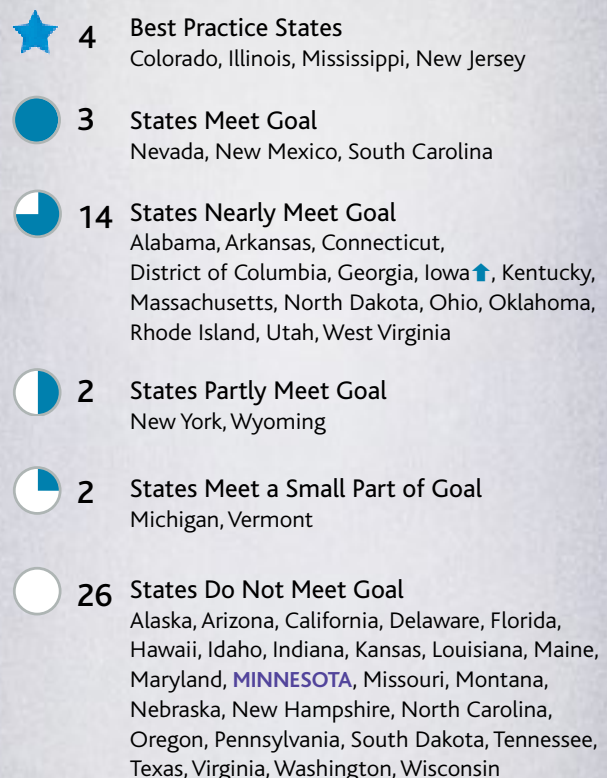 4 Best Practice States
Colorado, Illinois, Mississippi, New Jersey
3 States Meet Goal
Nevada, New Mexico, South Carolina
14 States Nearly Meet Goal
Alabama, Arkansas, Connecticut,
District of Columbia, Georgia, Iowa⬆, Kentucky,
Massachusetts, North Dakota, Ohio, Oklahoma,
Rhode Island, Utah, West Virginia
2 States Partly Meet Goal
New York, Wyoming
2 States Meet a Small Part of Goal
Michigan, Vermont
26 States Do Not Meet Goal
Alaska, Arizona, California, Delaware, Florida,
Hawaii, Idaho, Indiana, Kansas, Louisiana, Maine,
Maryland, MINNESOTA, Missouri, Montana,
Nebraska, New Hampshire, North Carolina,
Oregon, Pennsylvania, South Dakota, Tennessee,
Texas, Virginia, Washington, Wisconsin